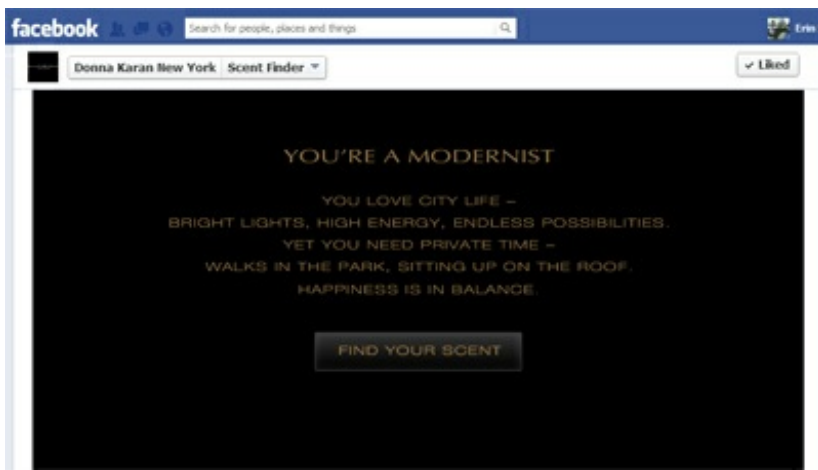 facebook Search for people, places and things Erin
Donna Karan New York Scent Finder Liked
YOU'RE A MODERNIST
YOU LOVE CITY LIFE –
BRIGHT LIGHTS, HIGH ENERGY, ENDLESS POSSIBILITIES.
YET YOU NEED PRIVATE TIME –
WALKS IN THE PARK, SITTING UP ON THE ROOF.
HAPPINESS IS IN BALANCE.
FIND YOUR SCENT